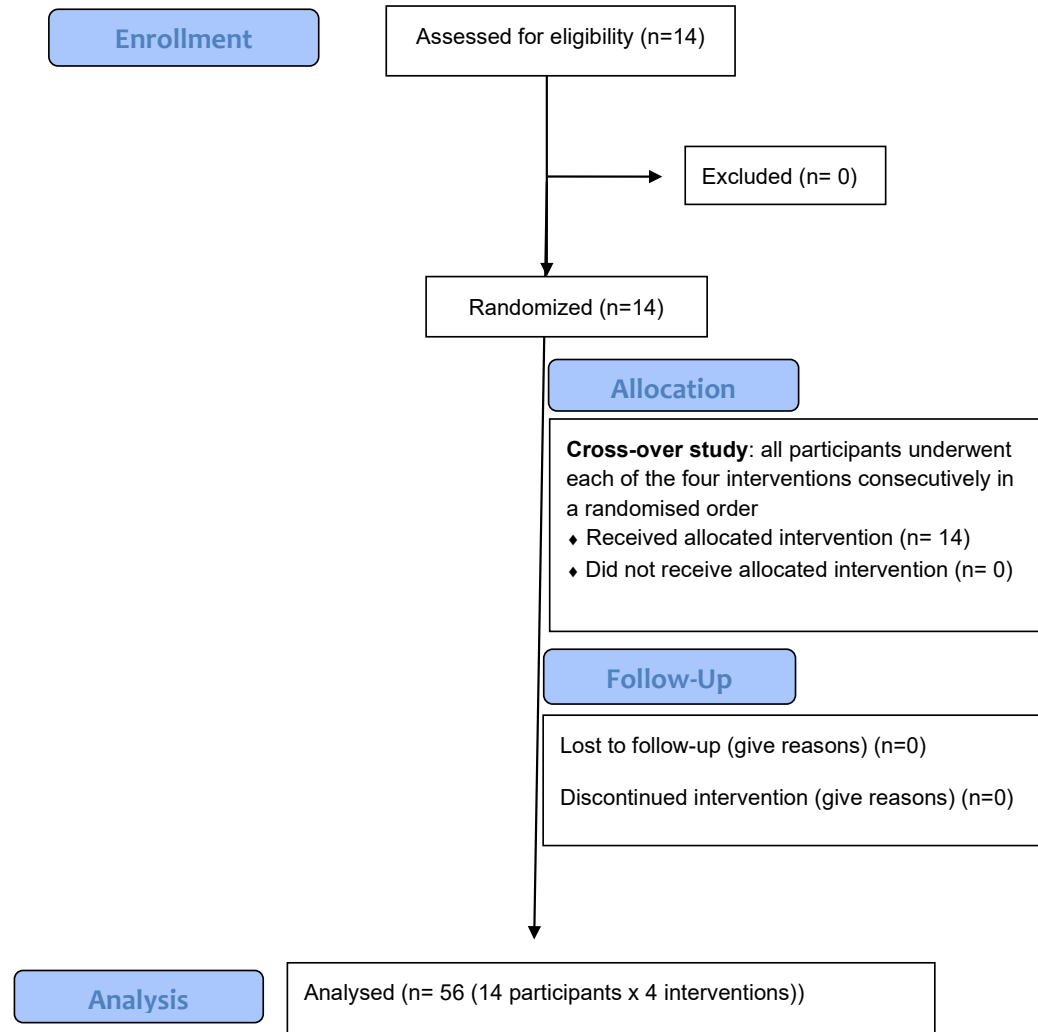 Enrollment
Assessed for eligibility (n=14)
Excluded (n= 0)
Randomized (n=14)
Allocation
Cross-over study: all participants underwent
each of the four interventions consecutively in
a randomised order
♦ Received allocated intervention (n= 14)
♦ Did not receive allocated intervention (n= 0)
Follow-Up
Lost to follow-up (give reasons) (n=0)
Discontinued intervention (give reasons) (n=0)
Analysis
Analysed (n= 56 (14 participants x 4 interventions))